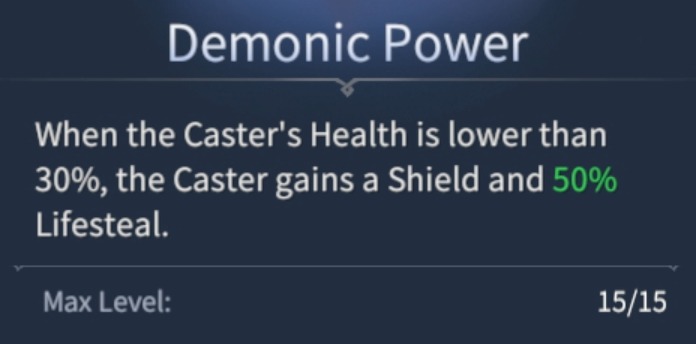 Demonic Power
When the Caster's Health is lower than
30%, the Caster gains a Shield and 50%
Lifesteal.
Max Level: 15/15